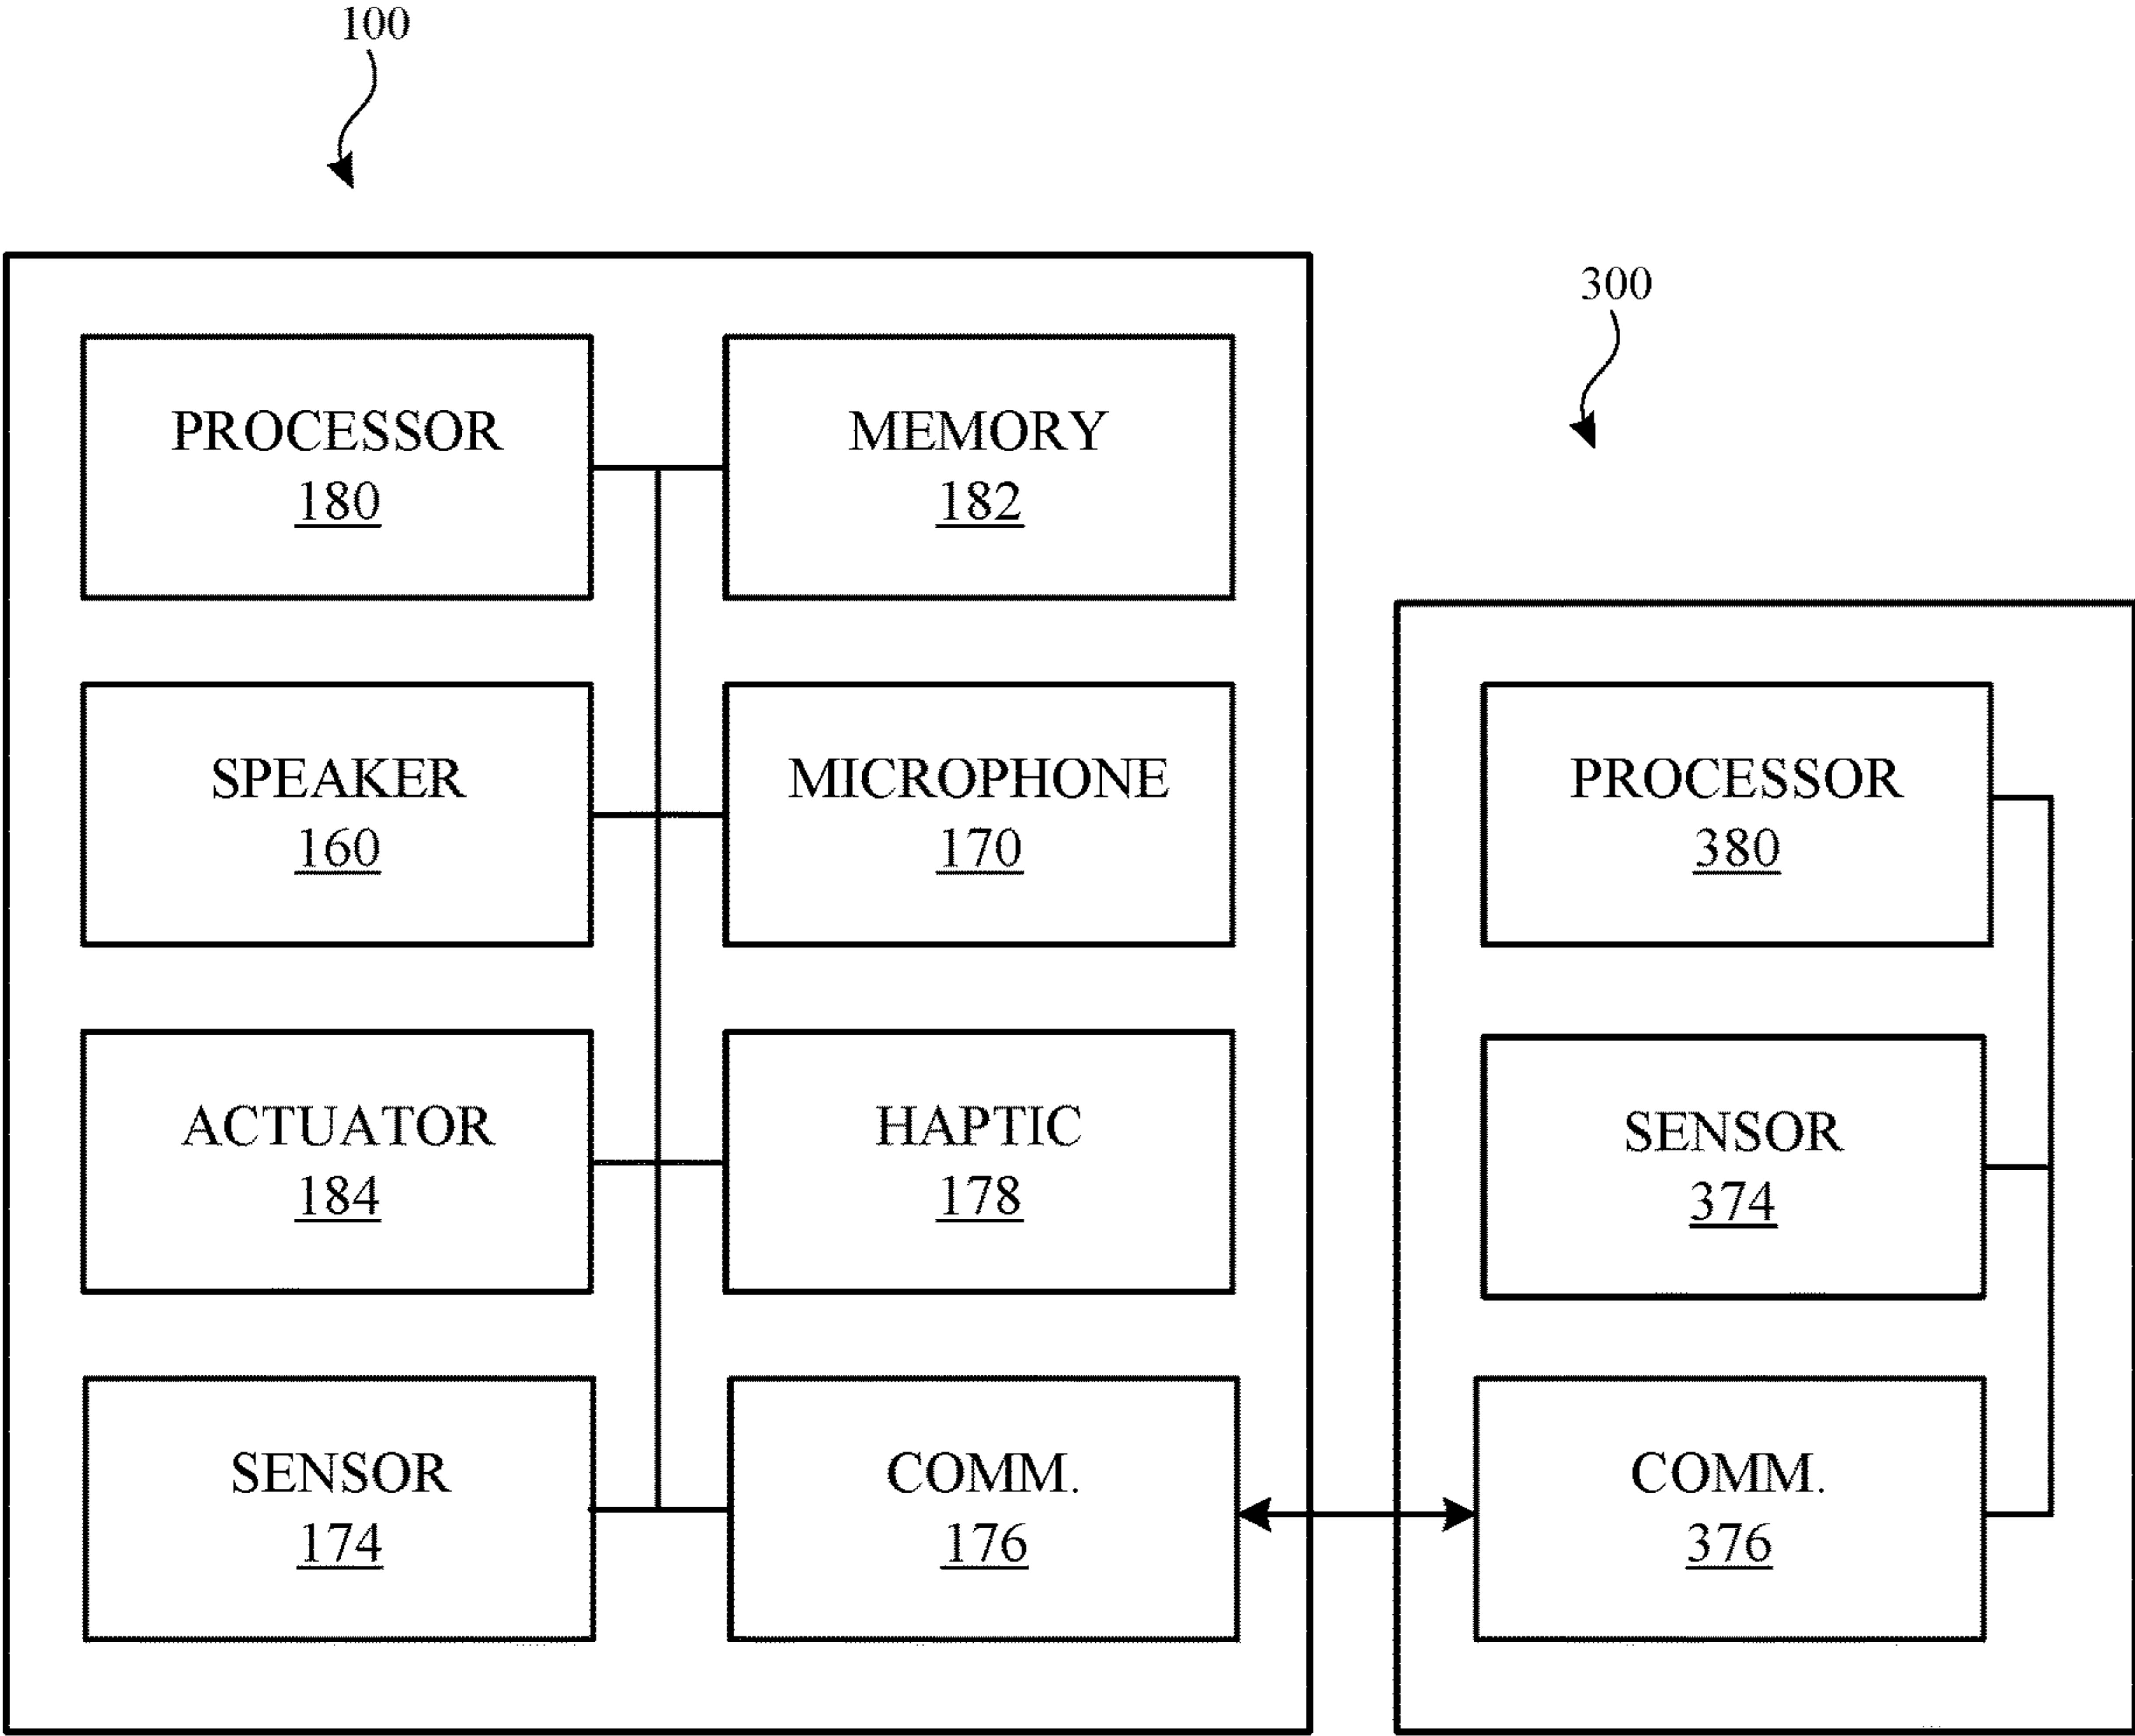 100
300
PROCESSOR
180
MEMORY
182
SPEAKER
160
MICROPHONE
170
PROCESSOR
380
ACTUATOR
184
HAPTIC
178
SENSOR
374
SENSOR
174
COMM.
176
COMM.
376